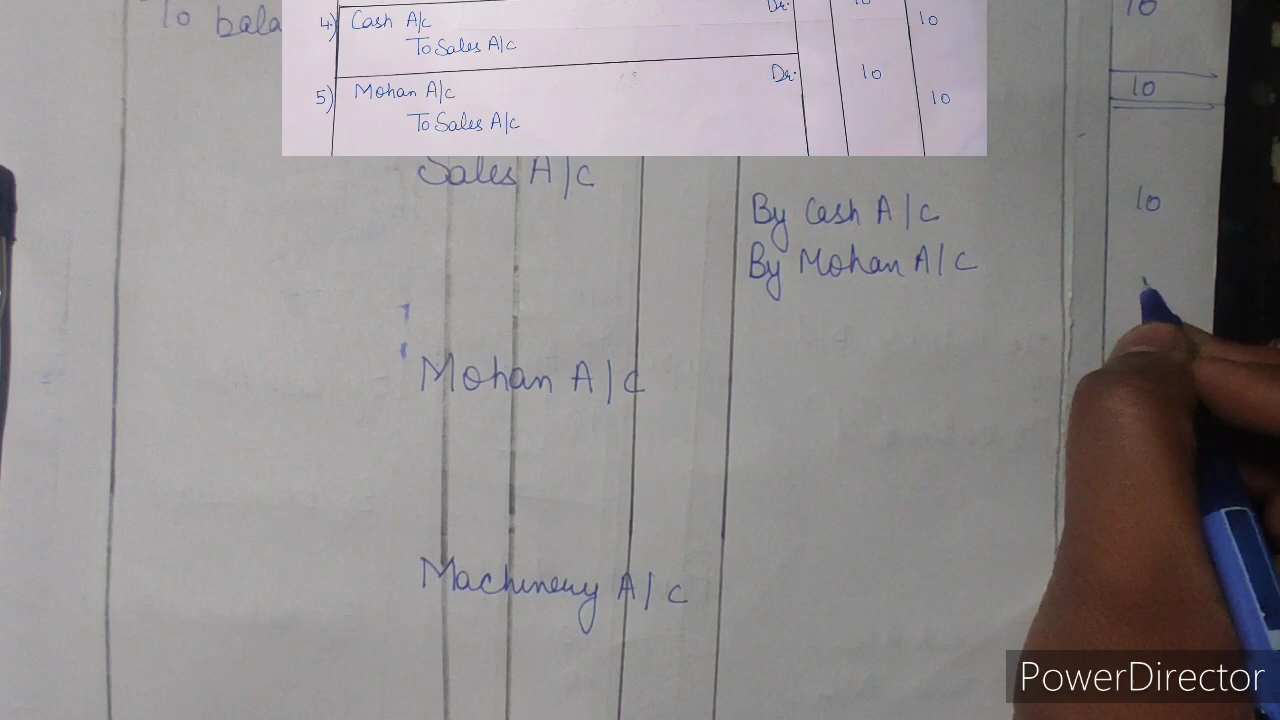 To bala
10
10
4) Cash A/c Dr. 10
To Sales A/c 10
5) Mohan A/c Dr. 10
To Sales A/c 10
Sales A/c
By Cash A/c 10
By Mohan A/c
Mohan A/c
Machinery A/c
PowerDirector